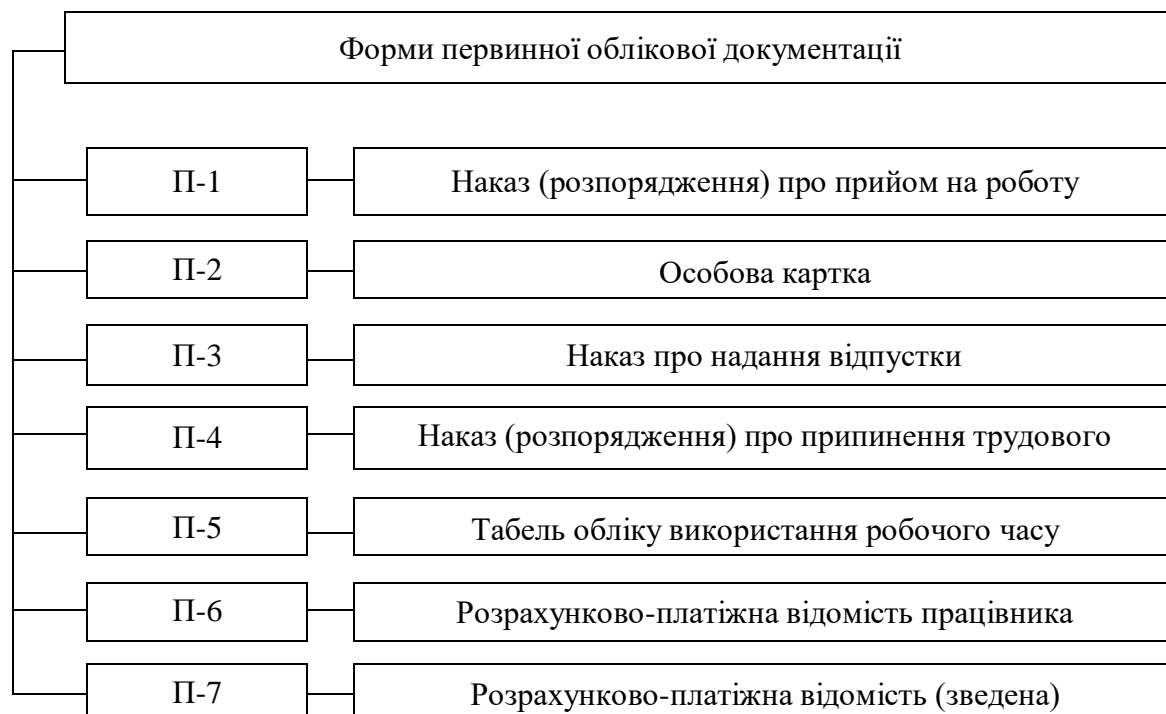 Форми первинної облікової документації
П-1 Наказ (розпорядження) про прийом на роботу
П-2 Особова картка
П-3 Наказ про надання відпустки
П-4 Наказ (розпорядження) про припинення трудового
П-5 Табель обліку використання робочого часу
П-6 Розрахунково-платіжна відомість працівника
П-7 Розрахунково-платіжна відомість (зведена)